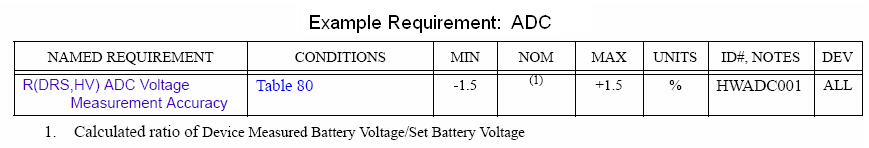 Example Requirement: ADC
NAMED REQUIREMENT CONDITIONS MIN NOM MAX UNITS ID#, NOTES DEV
R(DRS,HV) ADC Voltage Measurement Accuracy Table 80 -1.5 (1) +1.5 % HWADC001 ALL
1. Calculated ratio of Device Measured Battery Voltage/Set Battery Voltage